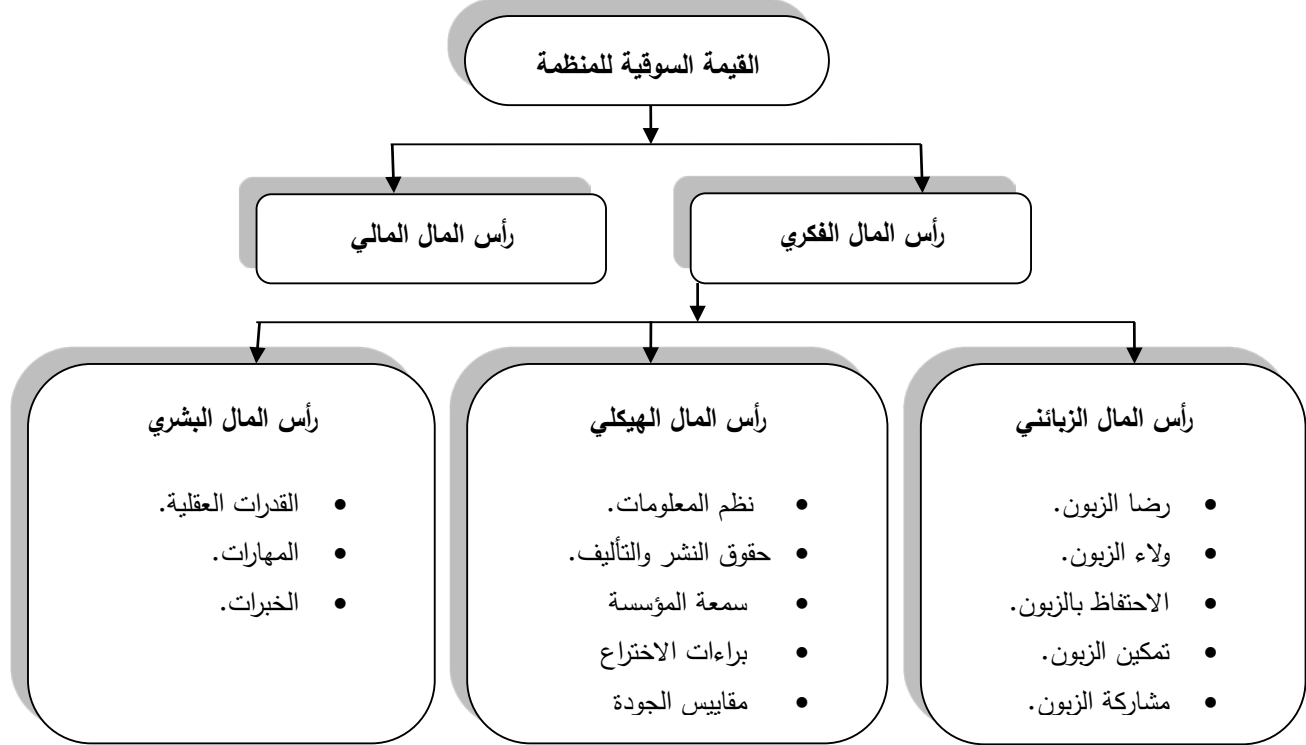 القيمة السوقية للمنظمة
رأس المال الفكري
رأس المال المالي
رأس المال الزبائني
• رضا الزبون.
• ولاء الزبون.
• الاحتفاظ بالزبون.
• تمكين الزبون.
• مشاركة الزبون.
رأس المال الهيكلي
• نظم المعلومات.
• حقوق النشر والتأليف.
• سمعة المؤسسة
• براءات الاختراع
• مقاييس الجودة
رأس المال البشري
• القدرات العقلية.
• المهارات.
• الخبرات.